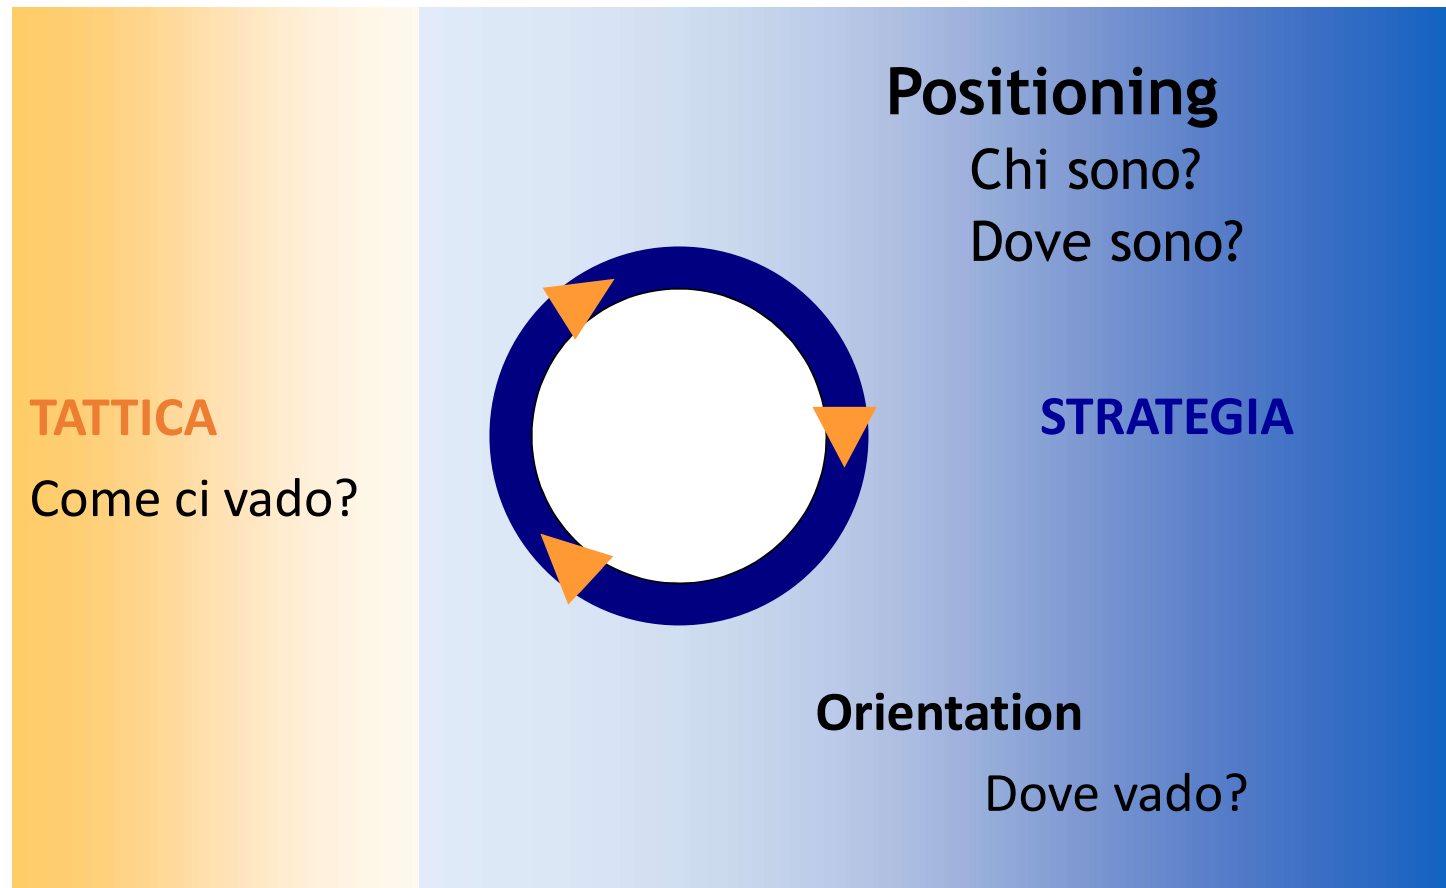 Positioning
Chi sono?
Dove sono?
TATTICA
STRATEGIA
Come ci vado?
Orientation
Dove vado?